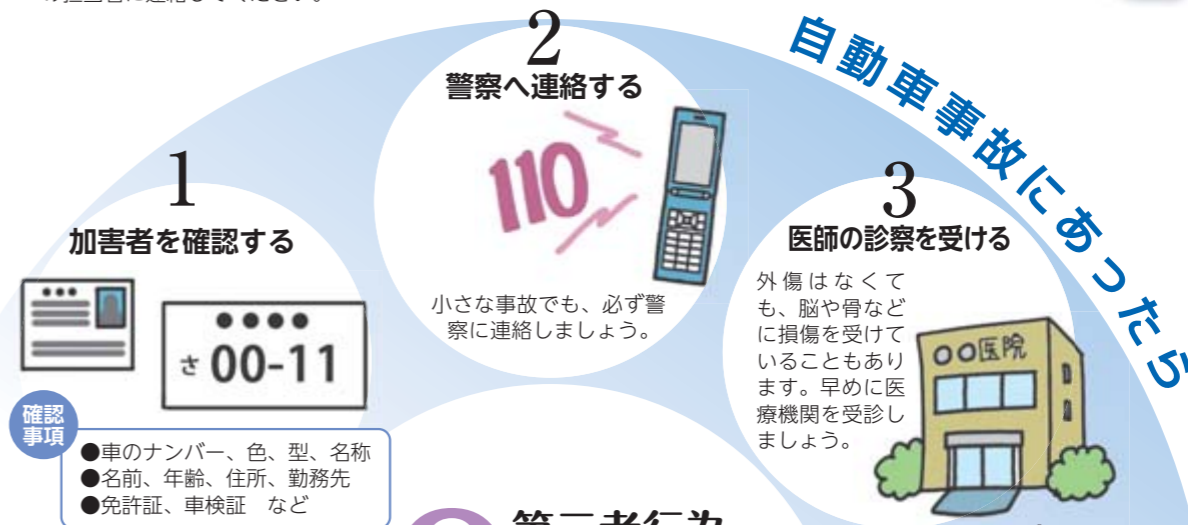 自動車事故にあったら
1
加害者を確認する
●●●●
さ 00-11
確認
事項
●車のナンバー、色、型、名称
●名前、年齢、住所、勤務先
●免許証、車検証　など
2
警察へ連絡する
110
小さな事故でも、必ず警
察に連絡しましょう。
3
医師の診察を受ける
外傷はなくて
も、脳や骨など
に損傷を受けて
いることもあり
ます。早めに医
療機関を受診し
ましょう。
○○医院